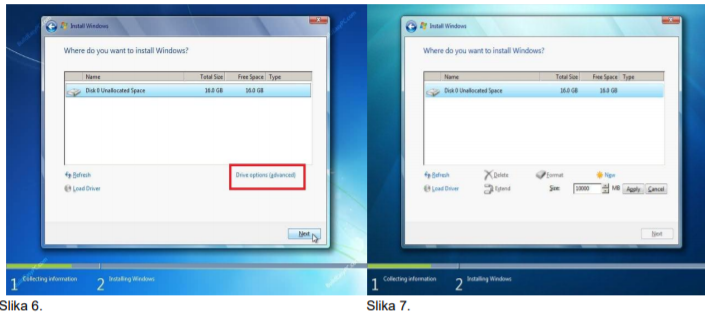 Install Windows
Where do you want to install Windows?
Name Total Size Free Space Type
Disk 0 Unallocated Space 16.0 GB 16.0 GB
Refresh Drive options (advanced)
Load Driver
Next
1 Collecting information 2 Installing Windows
Slika 6.
Install Windows
Where do you want to install Windows?
Name Total Size Free Space Type
Disk 0 Unallocated Space 16.0 GB 16.0 GB
Refresh Delete Format New
Load Driver Extend Size: 10000 MB Apply Cancel
Next
1 Collecting information 2 Installing Windows
Slika 7.